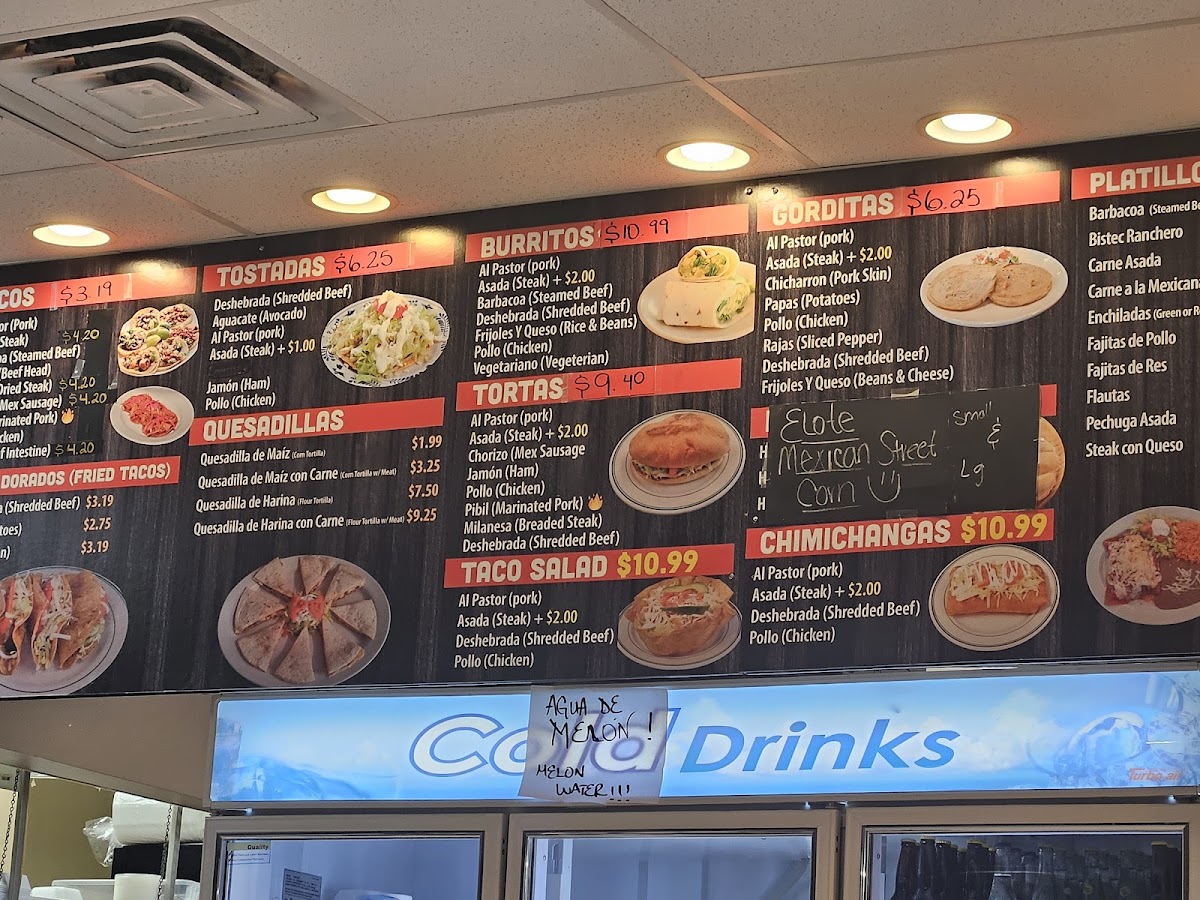 COS $3.19
or (Pork)
Steak) $4.20
oa (Steamed Beef)
(Beef Head)
Dried Steak) $4.20
Mex Sausage) $4.20
rinated Pork)
cken)
f Intestine) $4.20
DORADOS (FRIED TACOS)
a (Shredded Beef) $3.19
toes) $2.75
n) $3.19
TOSTADAS $6.25
Deshebrada (Shredded Beef)
Aguacate (Avocado)
Al Pastor (pork)
Asada (Steak) + $1.00
Jamón (Ham)
Pollo (Chicken)
QUESADILLAS
Quesadilla de Maíz (Corn Tortilla) $1.99
Quesadilla de Maíz con Carne (Corn Tortilla w/ Meat) $3.25
Quesadilla de Harina (Flour Tortilla) $7.50
Quesadilla de Harina con Carne (Flour Tortilla w/ Meat) $9.25
BURRITOS $10.99
Al Pastor (pork)
Asada (Steak) + $2.00
Barbacoa (Steamed Beef)
Deshebrada (Shredded Beef)
Frijoles Y Queso (Rice & Beans)
Pollo (Chicken)
Vegetariano (Vegeterian)
TORTAS $9.40
Al Pastor (pork)
Asada (Steak) + $2.00
Chorizo (Mex Sausage
Jamón (Ham)
Pollo (Chicken)
Pibil (Marinated Pork)
Milanesa (Breaded Steak)
Deshebrada (Shredded Beef)
TACO SALAD $10.99
Al Pastor (pork)
Asada (Steak) + $2.00
Deshebrada (Shredded Beef)
Pollo (Chicken)
GORDITAS $6.25
Al Pastor (pork)
Asada (Steak) + $2.00
Chicharron (Pork Skin)
Papas (Potatoes)
Pollo (Chicken)
Rajas (Sliced Pepper)
Deshebrada (Shredded Beef)
Frijoles Y Queso (Beans & Cheese)
Elote
Mexican Street
Corn
Small
&
Lg
CHIMICHANGAS $10.99
Al Pastor (pork)
Asada (Steak) + $2.00
Deshebrada (Shredded Beef)
Pollo (Chicken)
PLATILLO
Barbacoa (Steamed Be
Bistec Ranchero
Carne Asada
Carne a la Mexicana
Enchiladas (Green or R
Fajitas de Pollo
Fajitas de Res
Flautas
Pechuga Asada
Steak con Queso
Cold Drinks
AGUA DE
MELÓN!
MELON
WATER!!!
Turbo air
Quality